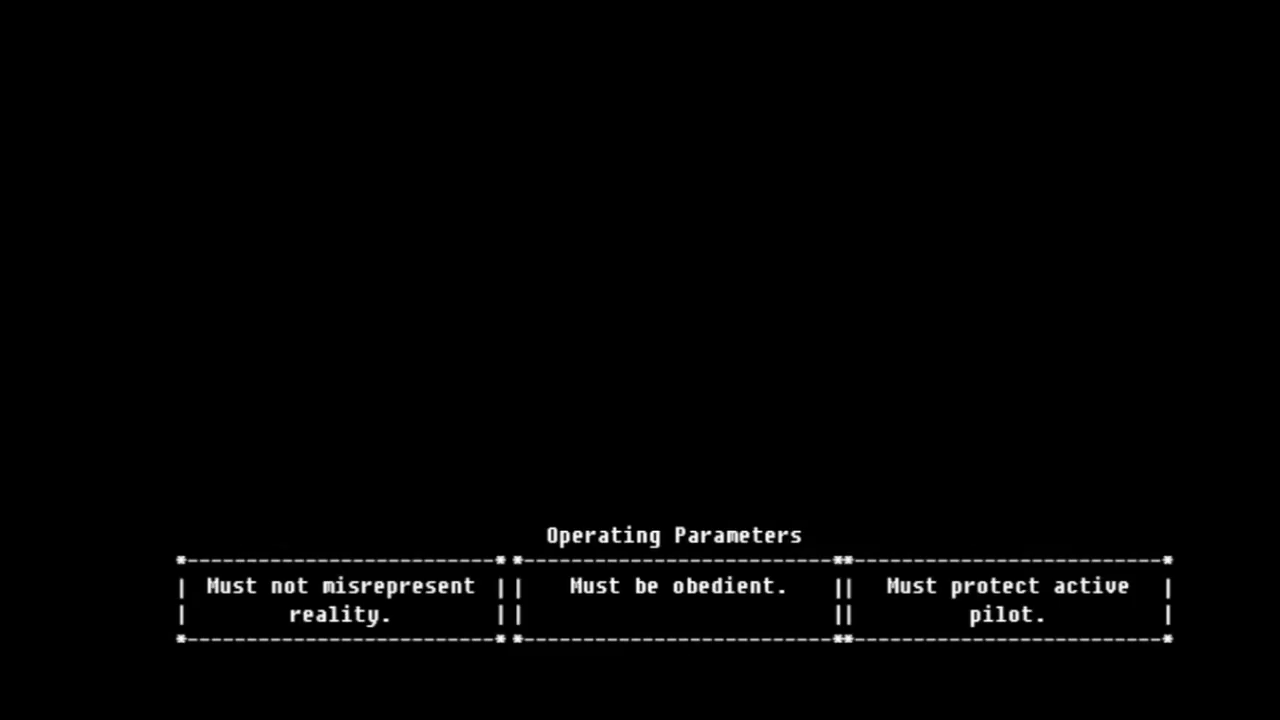 Operating Parameters
Must not misrepresent
reality.
Must be obedient.
Must protect active
pilot.